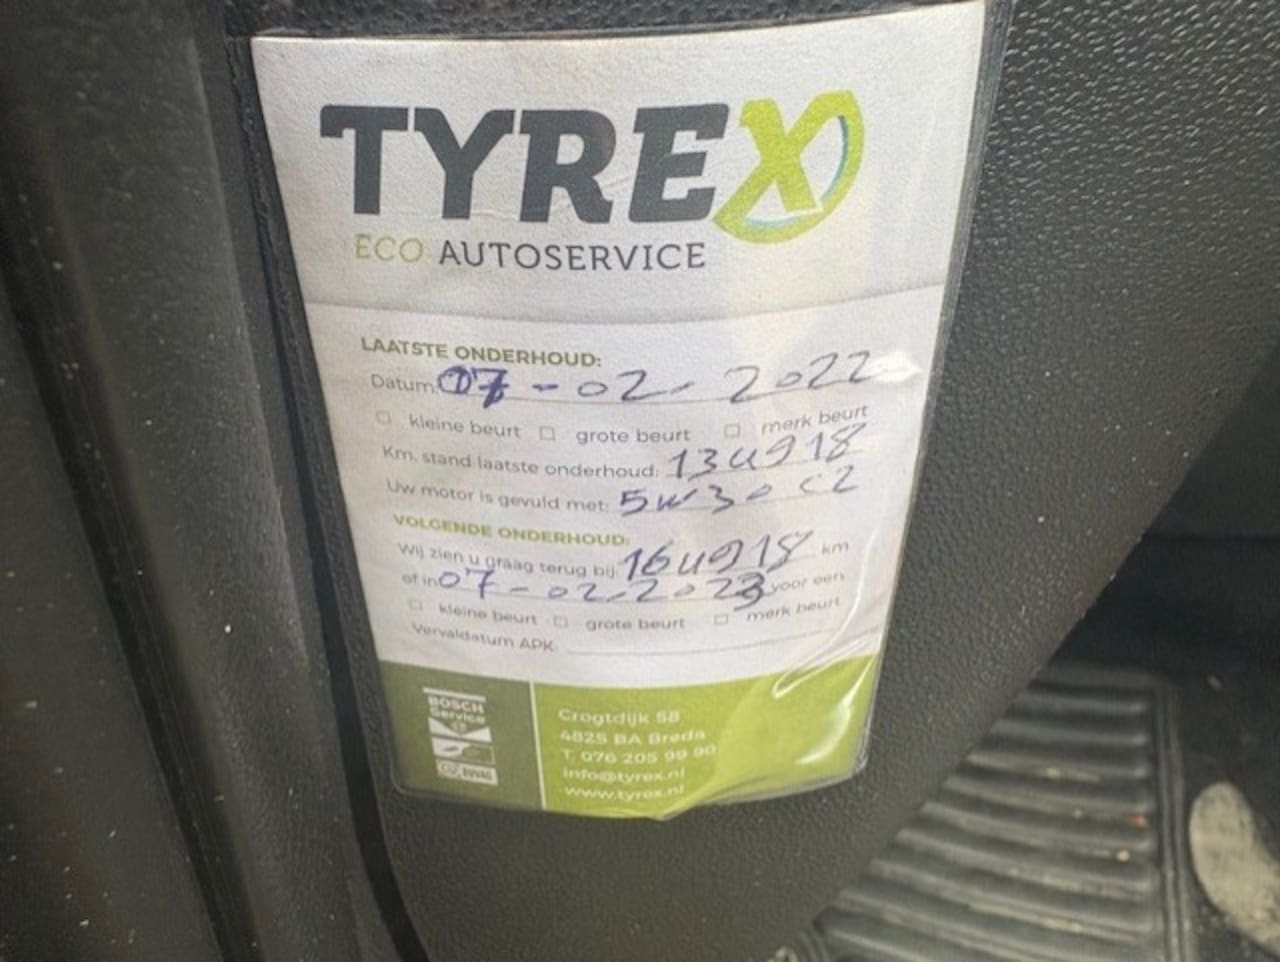 TYREX
ECO AUTOSERVICE
LAATSTE ONDERHOUD:
Datum: 07-02-2022
□ kleine beurt □ grote beurt □ merk beurt
Km. stand laatste onderhoud: 134918
Uw motor is gevuld met: 5w30 C2
VOLGENDE ONDERHOUD:
Wij zien u graag terug bij: 164918 km
of in 07-02-2023 voor een
□ kleine beurt □ grote beurt □ merk beurt
Vervaldatum APK:
BOSCH
Service
Crogtdijk 58
4825 BA Breda
T. 076 205 99 90
info@tyrex.nl
www.tyrex.nl
BOVAG